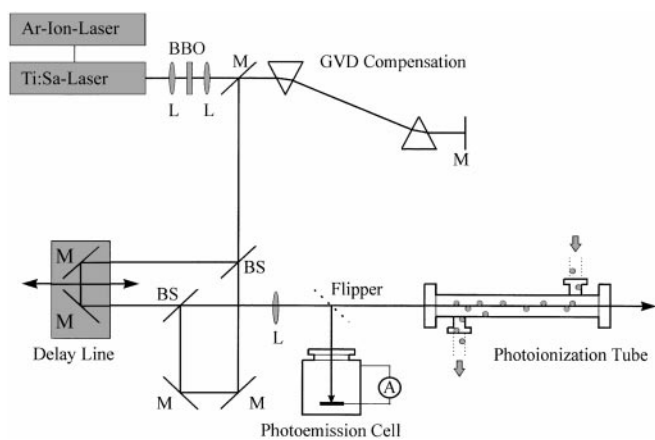 Ar-Ion-Laser
Ti:Sa-Laser
BBO
L
L
M
GVD Compensation
M
M
M
Delay Line
BS
BS
M
M
L
Flipper
A
Photoemission Cell
Photoionization Tube